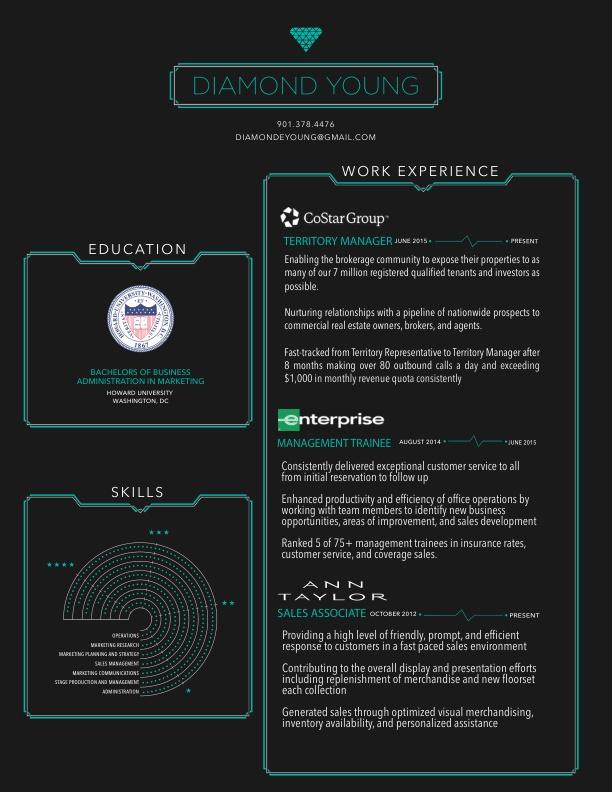 DIAMOND YOUNG
901.378.4476
DIAMONDEYOUNG@GMAIL.COM
EDUCATION
HOWARD UNIVERSITY WASHINGTON, D.C.
1867
BACHELORS OF BUSINESS
ADMINISTRATION IN MARKETING
HOWARD UNIVERSITY
WASHINGTON, DC
SKILLS
OPERATIONS
MARKETING RESEARCH
MARKETING PLANNING AND STRATEGY
SALES MANAGEMENT
MARKETING COMMUNICATIONS
STAGE PRODUCTION AND MANAGEMENT
ADMINISTRATION
WORK EXPERIENCE
CoStar Group™
TERRITORY MANAGER JUNE 2015 PRESENT
Enabling the brokerage community to expose their properties to as
many of our 7 million registered qualified tenants and investors as
possible.
Nurturing relationships with a pipeline of nationwide prospects to
commercial real estate owners, brokers, and agents.
Fast-tracked from Territory Representative to Territory Manager after
8 months making over 80 outbound calls a day and exceeding
$1,000 in monthly revenue quota consistently
enterprise
MANAGEMENT TRAINEE AUGUST 2014 JUNE 2015
Consistently delivered exceptional customer service to all
from initial reservation to follow up
Enhanced productivity and efficiency of office operations by
working with team members to identify new business
opportunities, areas of improvement, and sales development
Ranked 5 of 75+ management trainees in insurance rates,
customer service, and coverage sales.
ANN
TAYLOR
SALES ASSOCIATE OCTOBER 2012 PRESENT
Providing a high level of friendly, prompt, and efficient
response to customers in a fast paced sales environment
Contributing to the overall display and presentation efforts
including replenishment of merchandise and new floorset
each collection
Generated sales through optimized visual merchandising,
inventory availability, and personalized assistance